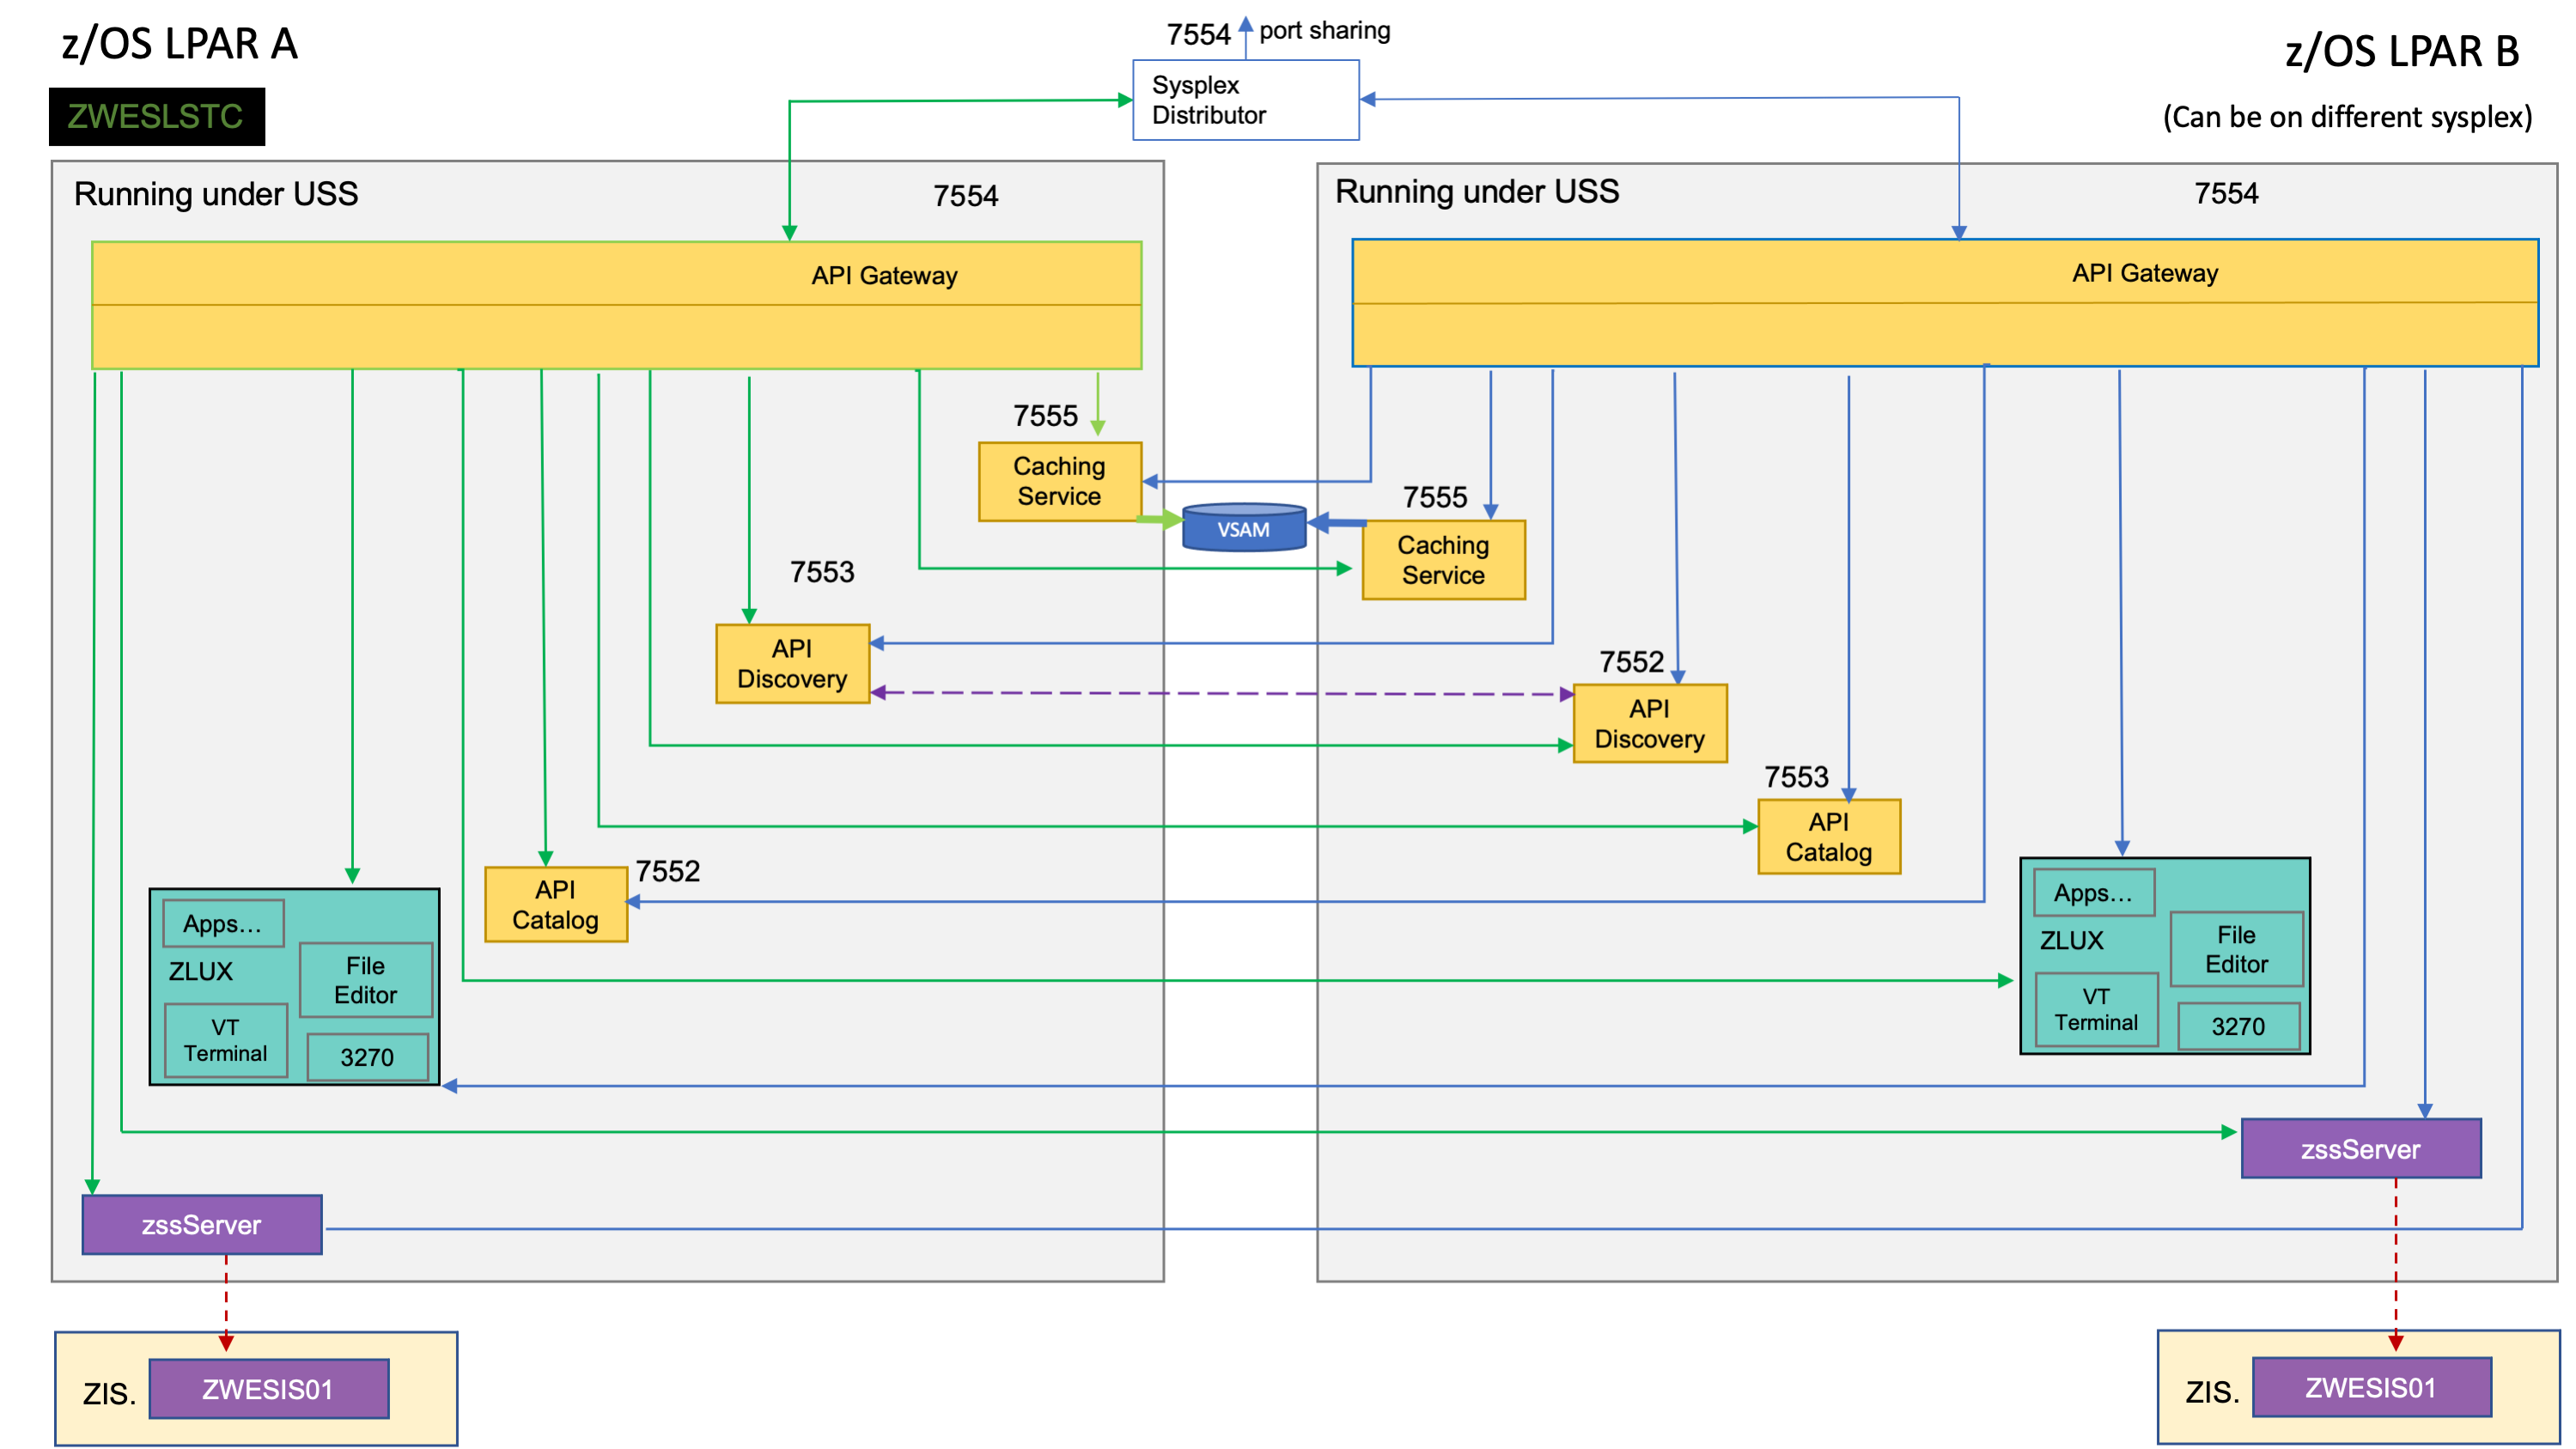 z/OS LPAR A
ZWESLSTC
7554
port sharing
Sysplex
Distributor
z/OS LPAR B
(Can be on different sysplex)
Running under USS
7554
API Gateway
7555
Caching
Service
7553
API
Discovery
7552
API
Catalog
Apps...
ZLUX
File
Editor
VT
Terminal
3270
zssServer
ZIS.
ZWESIS01
VSAM
Running under USS
7554
API Gateway
7555
Caching
Service
7552
API
Discovery
7553
API
Catalog
Apps...
ZLUX
File
Editor
VT
Terminal
3270
zssServer
ZIS.
ZWESIS01